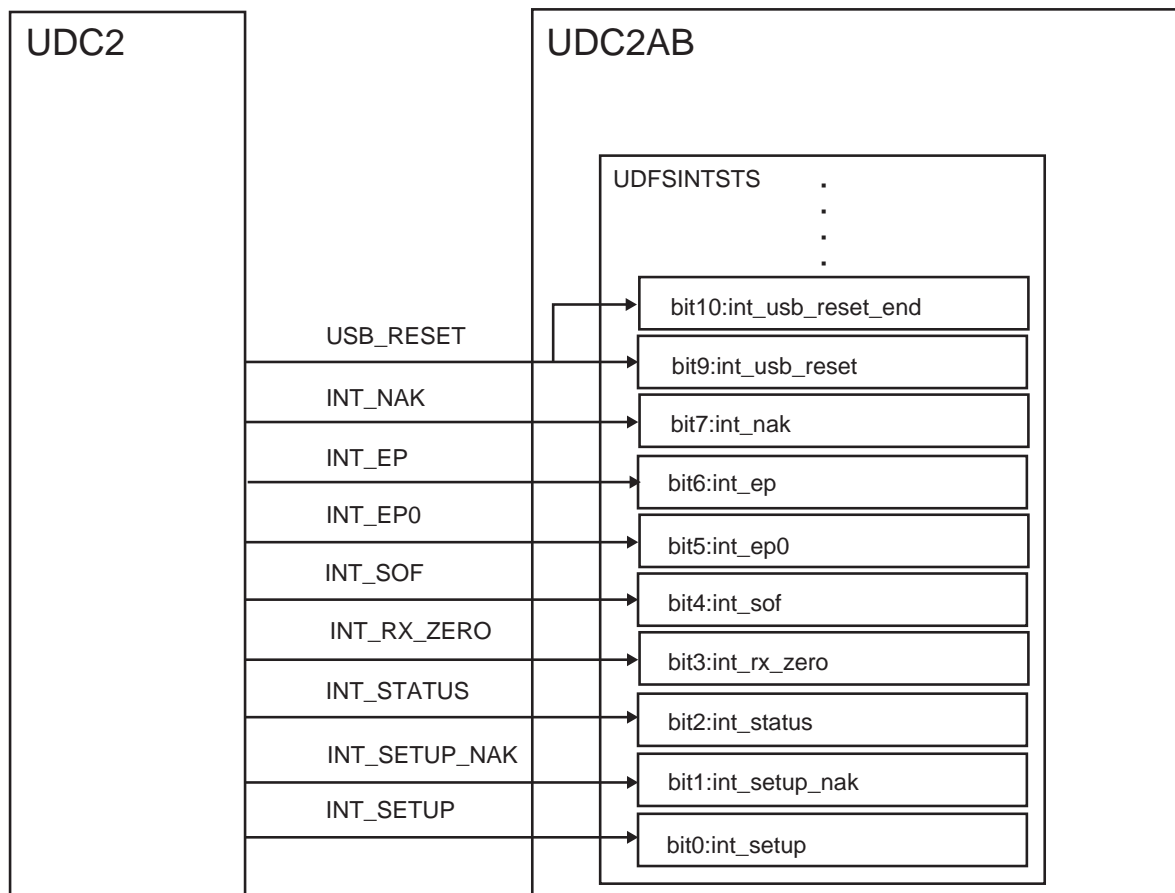 UDC2
UDC2AB
UDFSINTSTS
bit10:int_usb_reset_end
USB_RESET
bit9:int_usb_reset
INT_NAK
bit7:int_nak
INT_EP
bit6:int_ep
INT_EP0
bit5:int_ep0
INT_SOF
bit4:int_sof
INT_RX_ZERO
bit3:int_rx_zero
INT_STATUS
bit2:int_status
INT_SETUP_NAK
bit1:int_setup_nak
INT_SETUP
bit0:int_setup